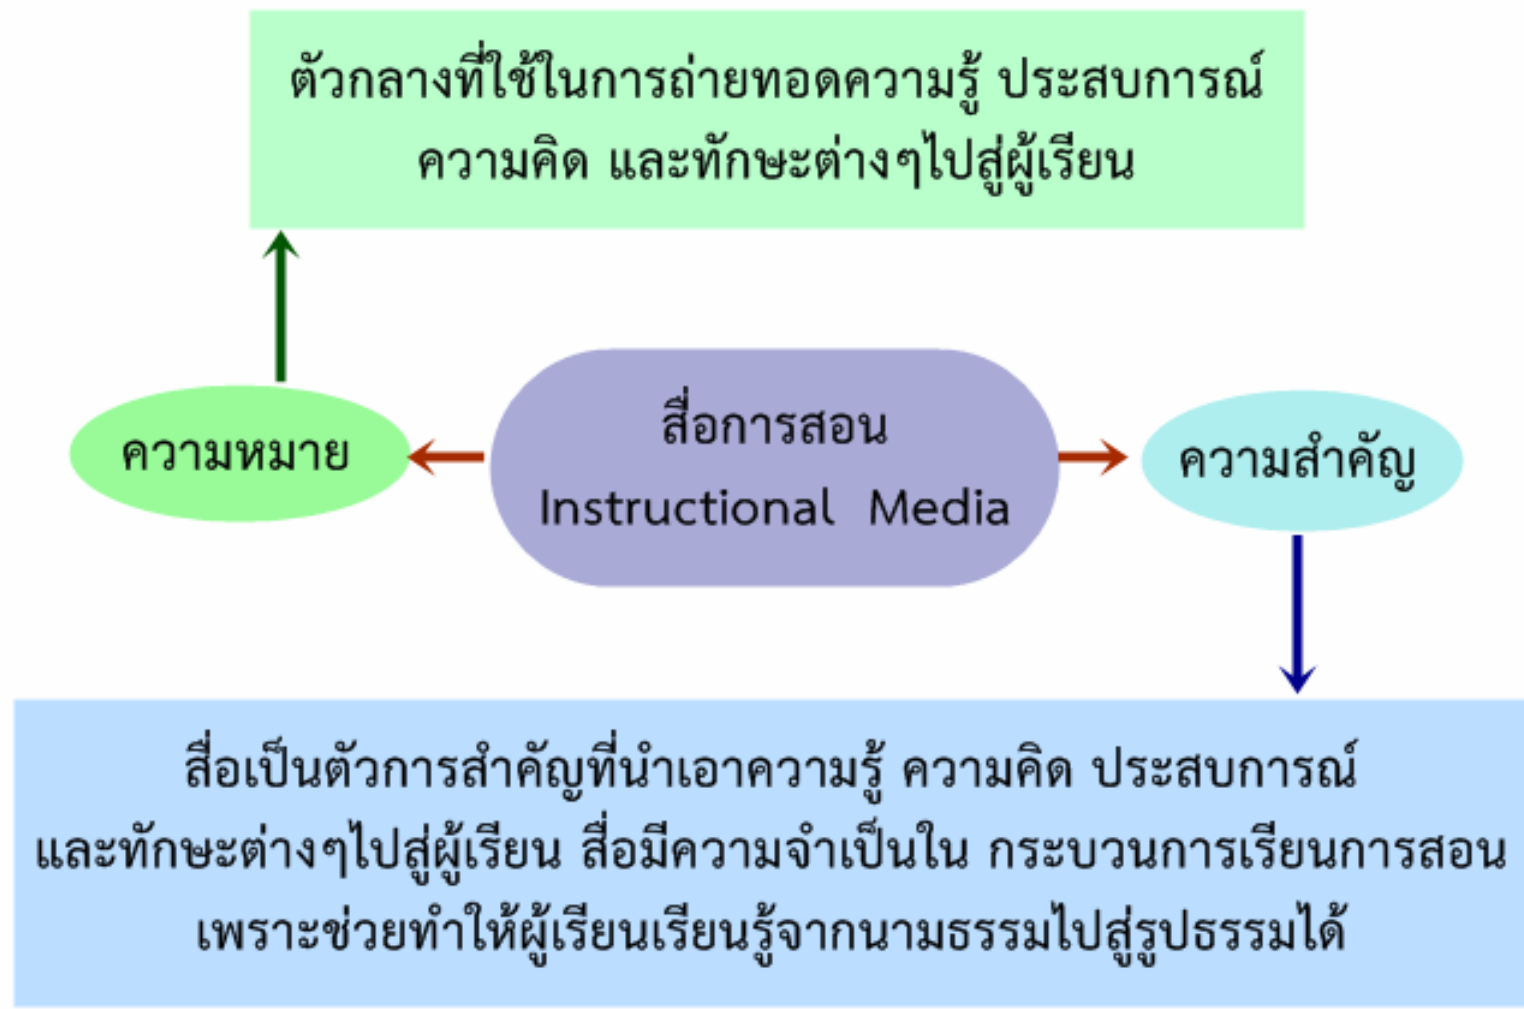 ตัวกลางที่ใช้ในการถ่ายทอดความรู้ ประสบการณ์
ความคิด และทักษะต่างๆไปสู่ผู้เรียน
ความหมาย
สื่อการสอน
Instructional Media
ความสำคัญ
สื่อเป็นตัวการสำคัญที่นำเอาความรู้ ความคิด ประสบการณ์
และทักษะต่างๆไปสู่ผู้เรียน สื่อมีความจำเป็นใน กระบวนการเรียนการสอน
เพราะช่วยทำให้ผู้เรียนเรียนรู้จากนามธรรมไปสู่รูปธรรมได้